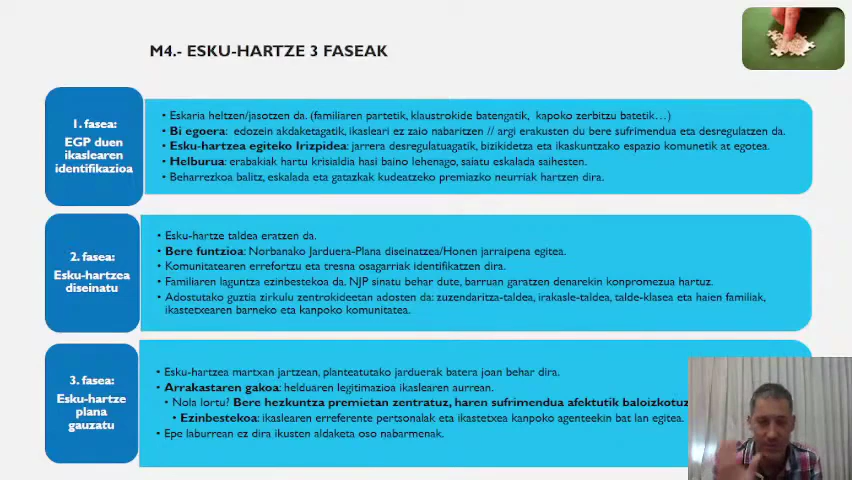 M4.- ESKU-HARTZE 3 FASEAK
1. fasea:
EGP duen
ikaslearen
identifikazioa
• Eskaria heltzen/jasotzen da. (familiaren partetik, klaustrokide batengatik, kapoko zerbitzu batetik…)
• Bi egoera: edozein akdaketagatik, ikasleari ez zaio nabaritzen // argi erakusten du bere sufrimendua eta desregulatzen da.
• Esku-hartzea egiteko Irizpidea: jarrera desregulatuagatik, bizikidetza eta ikaskuntzako espazio komunetik at egotea.
• Helburua: erabakiak hartu krisialdia hasi baino lehenago, saiatu eskalada saihesten.
• Beharrezkoa balitz, eskalada eta gatazkak kudeatzeko premiazko neurriak hartzen dira.
2. fasea:
Esku-hartzea
diseinatu
• Esku-hartze taldea eratzen da.
• Bere funtzioa: Norbanako Jarduera-Plana diseinatzea/Honen jarraipena egitea.
• Komunitatearen errefortzu eta tresna osagarriak identifikatzen dira.
• Familiaren laguntza ezinbestekoa da. NJP sinatu behar dute, barruan garatzen denarekin konpromezua hartuz.
• Adostutako guztia zirkulu zentrokideetan adosten da: zuzendaritza-taldea, irakasle-taldea, talde-klasea eta haien familiak,
ikastetxearen barneko eta kanpoko komunitatea.
3. fasea:
Esku-hartze
plana
gauzatu
• Esku-hartzea martxan jartzean, planteatutako jarduerak batera joan behar dira.
• Arrakastaren gakoa: helduaren legitimazioa ikaslearen aurrean.
• Nola lortu? Bere hezkuntza premietan zentratuz, haren sufrimendua afektutik baloizkotuz
• Ezinbestekoa: ikaslearen erreferente pertsonalak eta ikastetxea kanpoko agenteekin bat lan egitea.
• Epe laburrean ez dira ikusten aldaketa oso nabarmenak.